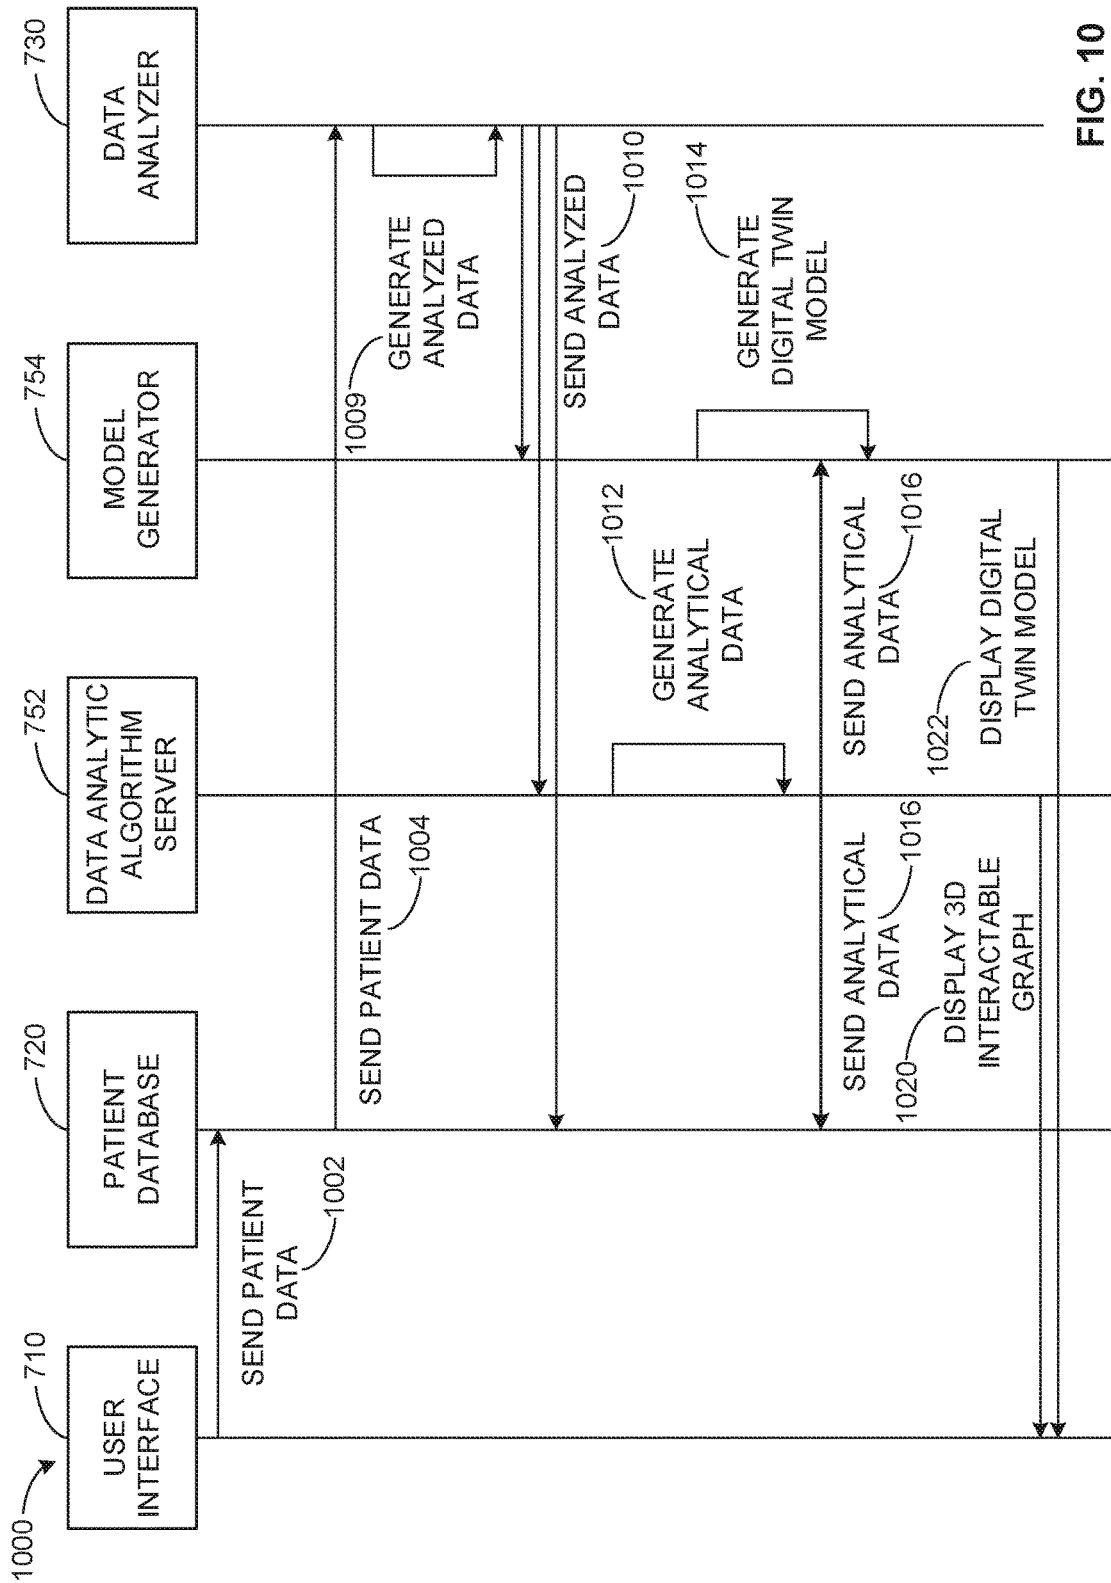 1000
710
720
752
754
730
USER
INTERFACE
PATIENT
DATABASE
DATA ANALYTIC
ALGORITHM
SERVER
MODEL
GENERATOR
DATA
ANALYZER
SEND PATIENT
DATA
1002
SEND PATIENT DATA
1004
1009
GENERATE
ANALYZED
DATA
SEND ANALYZED
DATA
1010
GENERATE
ANALYTICAL
DATA
1012
GENERATE
DIGITAL TWIN
MODEL
1014
SEND ANALYTICAL
DATA
1016
SEND ANALYTICAL
DATA
1016
1020
DISPLAY 3D
INTERACTABLE
GRAPH
1022
DISPLAY DIGITAL
TWIN MODEL
FIG. 10